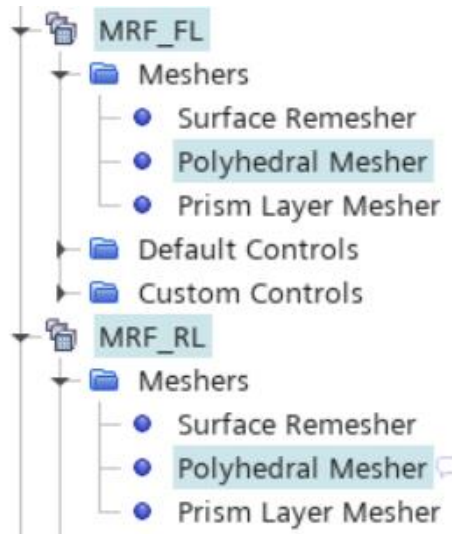 MRF_FL
Meshers
Surface Remesher
Polyhedral Mesher
Prism Layer Mesher
Default Controls
Custom Controls
MRF_RL
Meshers
Surface Remesher
Polyhedral Mesher
Prism Layer Mesher